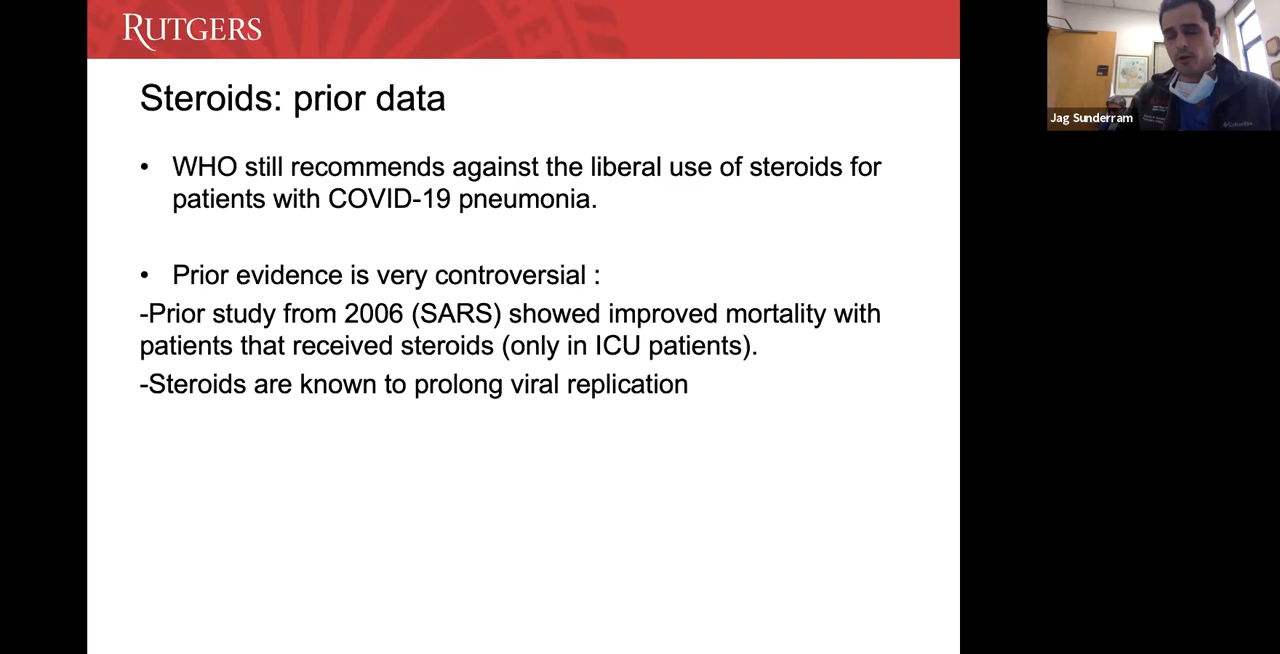 RUTGERS
Steroids: prior data
• WHO still recommends against the liberal use of steroids for
patients with COVID-19 pneumonia.
• Prior evidence is very controversial :
-Prior study from 2006 (SARS) showed improved mortality with
patients that received steroids (only in ICU patients).
-Steroids are known to prolong viral replication
Jag Sunderram
Columbia